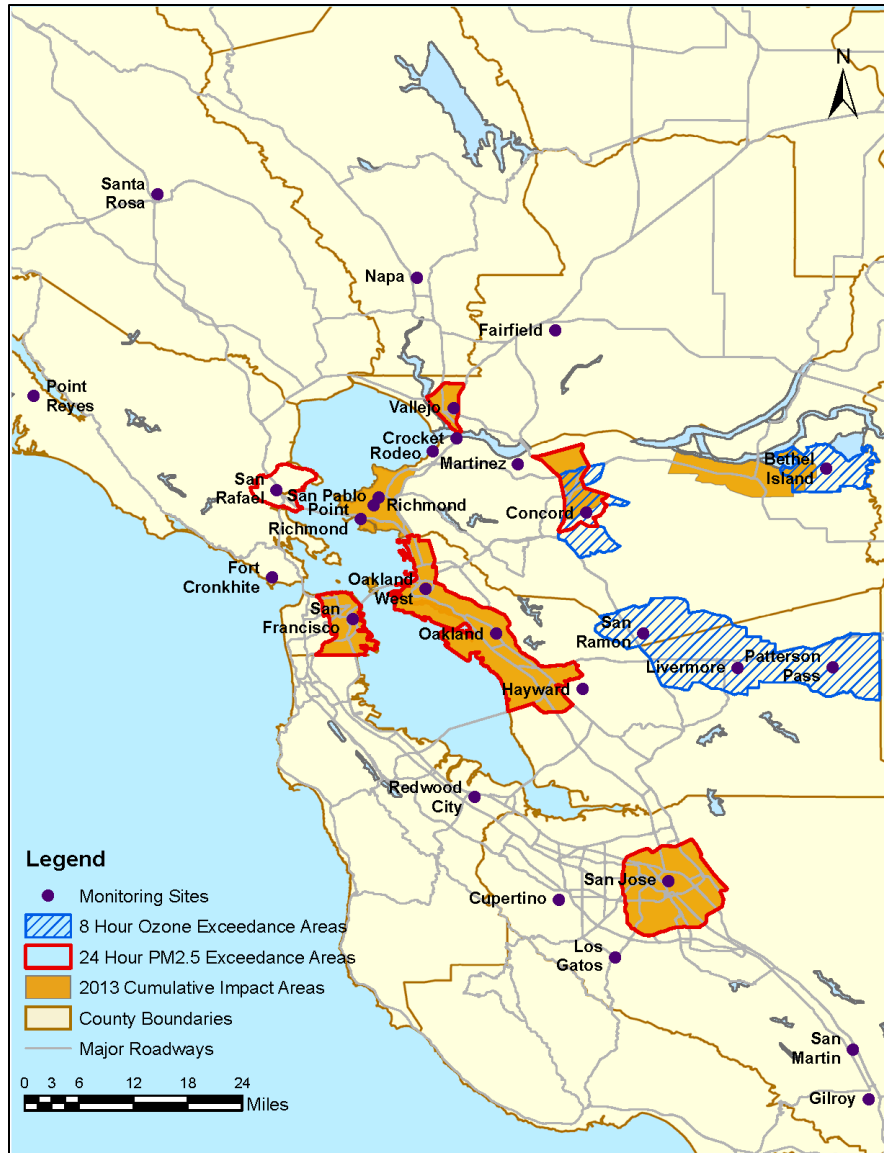 N
Santa
Rosa
Napa
Fairfield
Point
Reyes
Vallejo
Crocket
Rodeo
Martinez
Bethel
Island
San
Rafael
San Pablo
Richmond
Point
Richmond
Concord
Fort
Cronkhite
Oakland
West
San
Francisco
Oakland
San
Ramon
Livermore
Patterson
Pass
Hayward
Redwood
City
San Jose
Cupertino
Los
Gatos
San
Martin
Gilroy
Legend
Monitoring Sites
8 Hour Ozone Exceedance Areas
24 Hour PM2.5 Exceedance Areas
2013 Cumulative Impact Areas
County Boundaries
Major Roadways
0 3 6 12 18 24
Miles